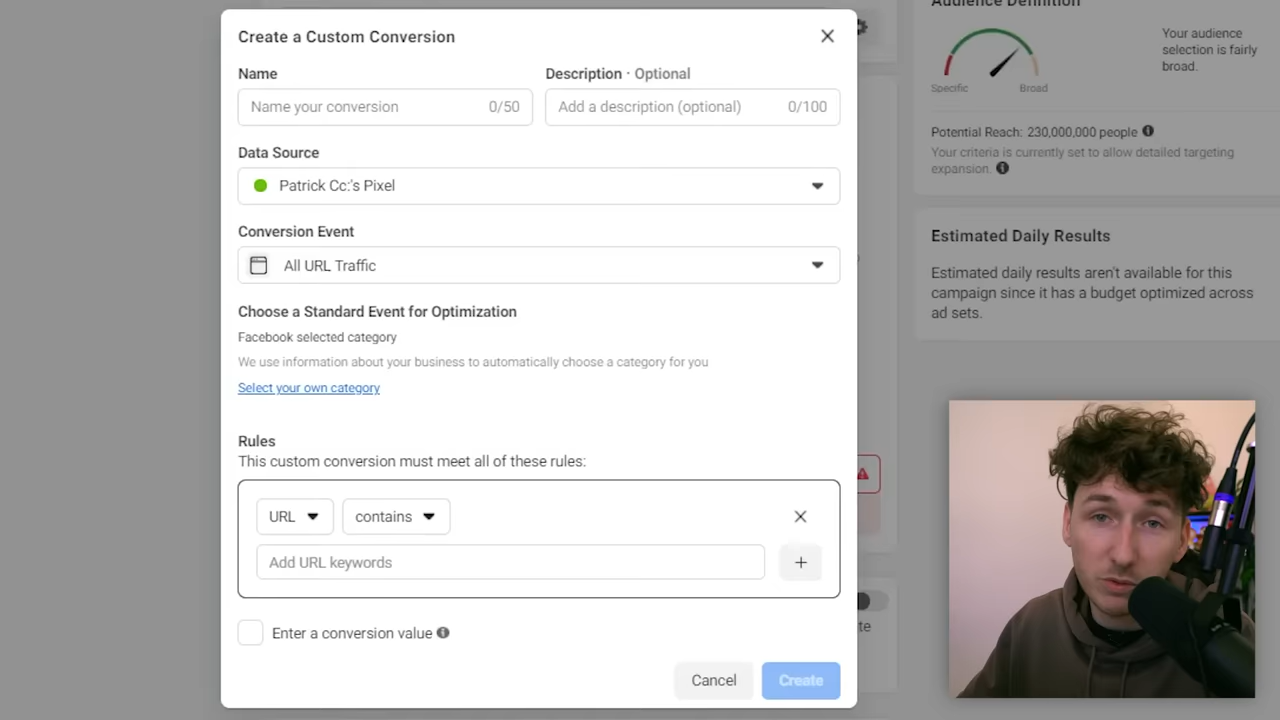 Create a Custom Conversion
Name
Description · Optional
Name your conversion 0/50
Add a description (optional) 0/100
Data Source
Patrick Cc:'s Pixel
Conversion Event
All URL Traffic
Choose a Standard Event for Optimization
Facebook selected category
We use information about your business to automatically choose a category for you
Select your own category
Rules
This custom conversion must meet all of these rules:
URL contains
Add URL keywords
Enter a conversion value
Cancel Create
Audience Definition
Your audience
selection is fairly
broad.
Specific Broad
Potential Reach: 230,000,000 people
Your criteria is currently set to allow detailed targeting
expansion.
Estimated Daily Results
Estimated daily results aren't available for this
campaign since it has a budget optimized across
ad sets.
te